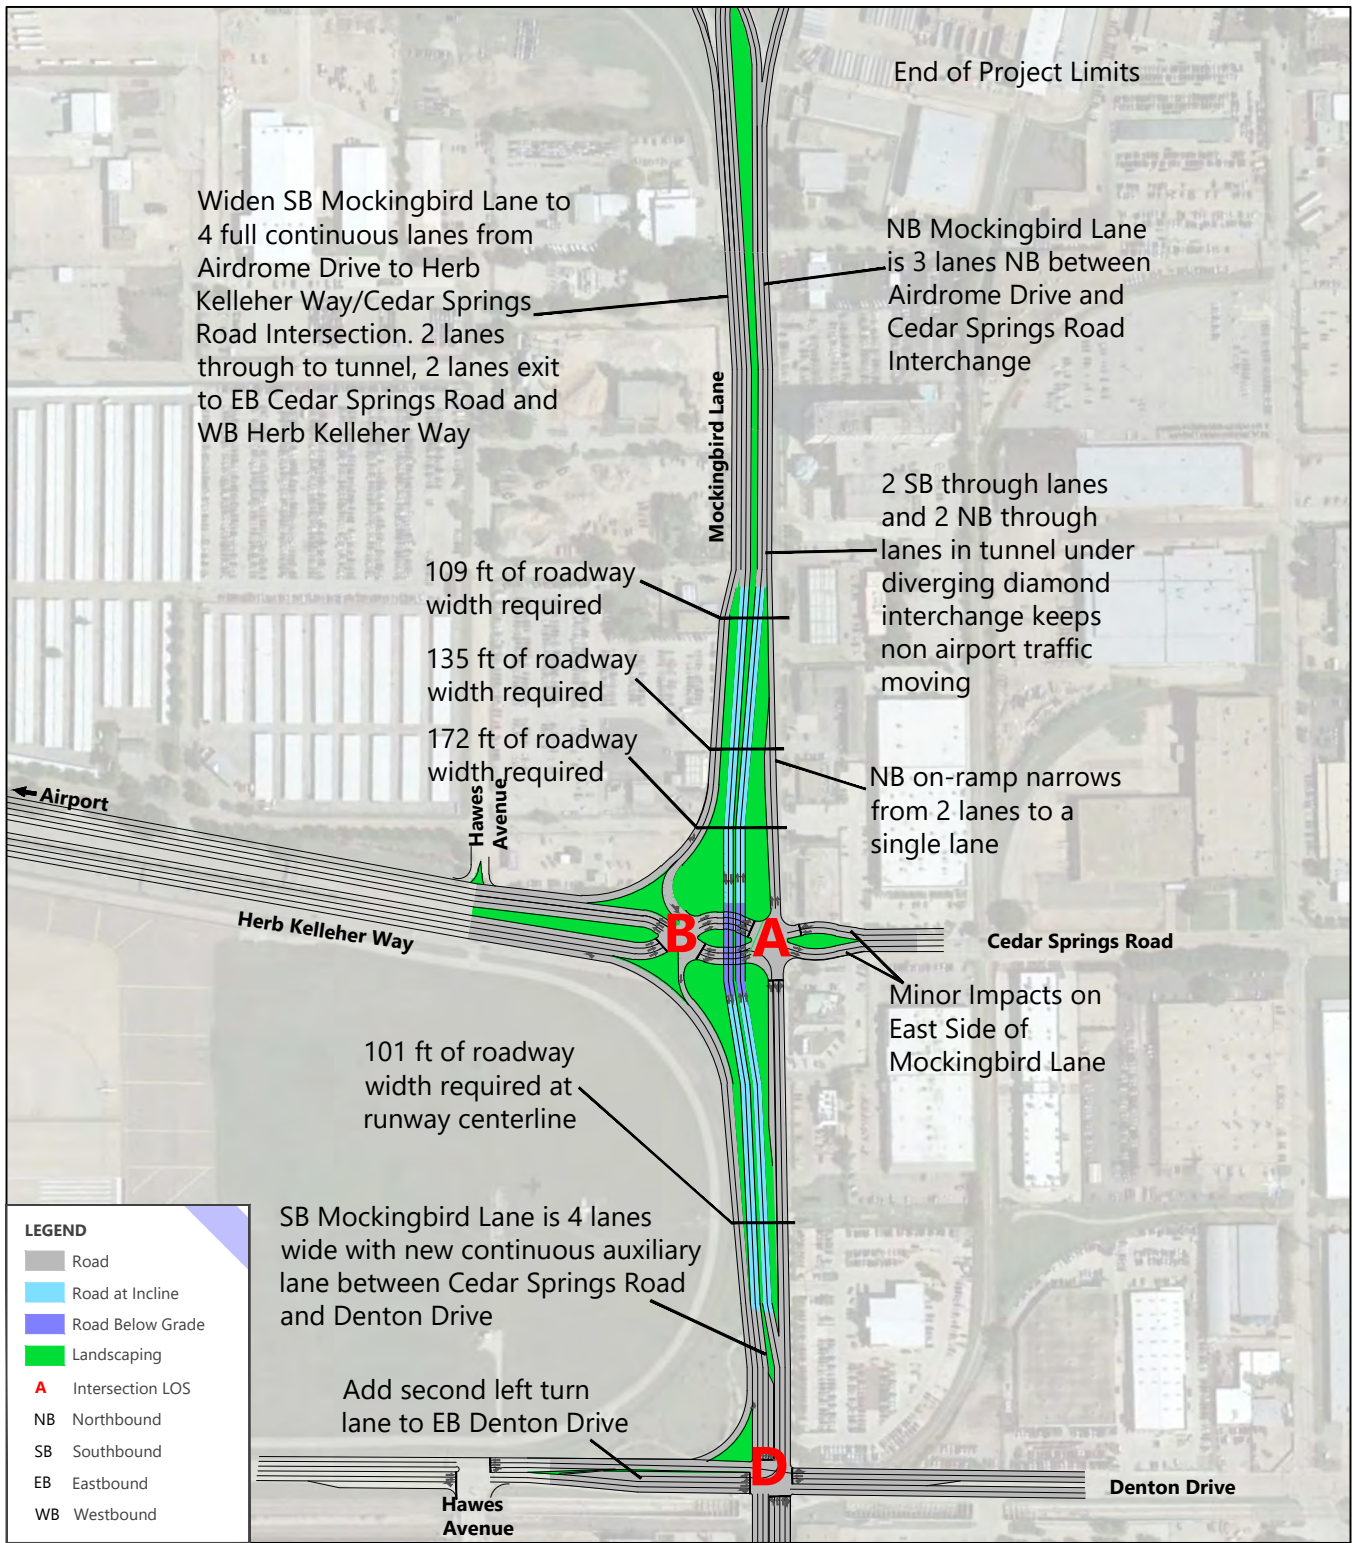 End of Project Limits
Widen SB Mockingbird Lane to
4 full continuous lanes from
Airdrome Drive to Herb
Kelleher Way/Cedar Springs
Road Intersection. 2 lanes
through to tunnel, 2 lanes exit
to EB Cedar Springs Road and
WB Herb Kelleher Way
NB Mockingbird Lane
is 3 lanes NB between
Airdrome Drive and
Cedar Springs Road
Interchange
Mockingbird Lane
2 SB through lanes
and 2 NB through
lanes in tunnel under
diverging diamond
interchange keeps
non airport traffic
moving
109 ft of roadway
width required
135 ft of roadway
width required
172 ft of roadway
width required
NB on-ramp narrows
from 2 lanes to a
single lane
Airport
Hawes
Avenue
Herb Kelleher Way
B
A
Cedar Springs Road
Minor Impacts on
East Side of
Mockingbird Lane
101 ft of roadway
width required at
runway centerline
SB Mockingbird Lane is 4 lanes
wide with new continuous auxiliary
lane between Cedar Springs Road
and Denton Drive
Add second left turn
lane to EB Denton Drive
D
Denton Drive
Hawes
Avenue
LEGEND
Road
Road at Incline
Road Below Grade
Landscaping
A Intersection LOS
NB Northbound
SB Southbound
EB Eastbound
WB Westbound